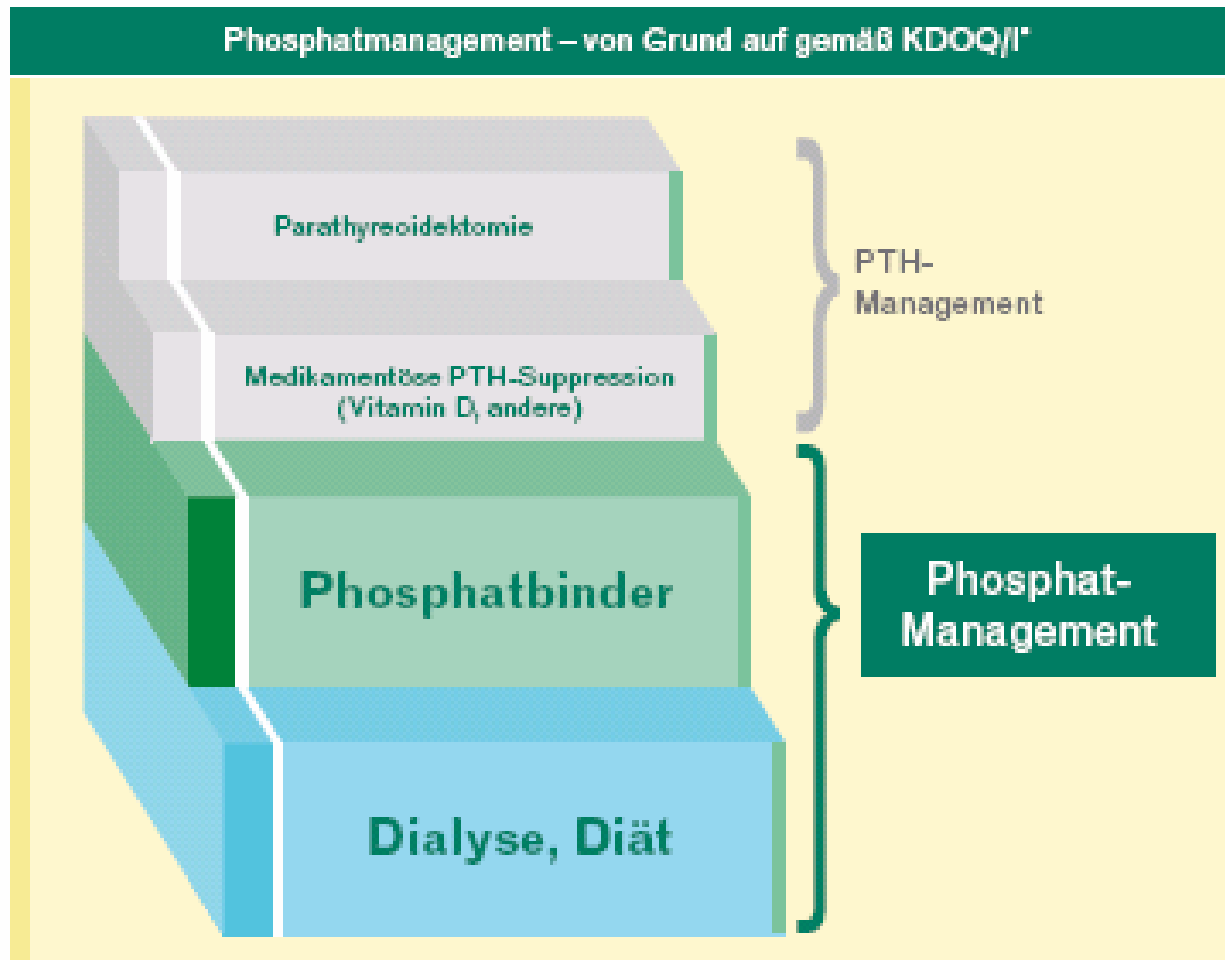 Phosphatmanagement – von Grund auf gemäß KDOQ/I*
Parathyreoidektomie
PTH-
Management
Medikamentöse PTH-Suppression
(Vitamin D, andere)
Phosphatbinder
Phosphat-
Management
Dialyse, Diät